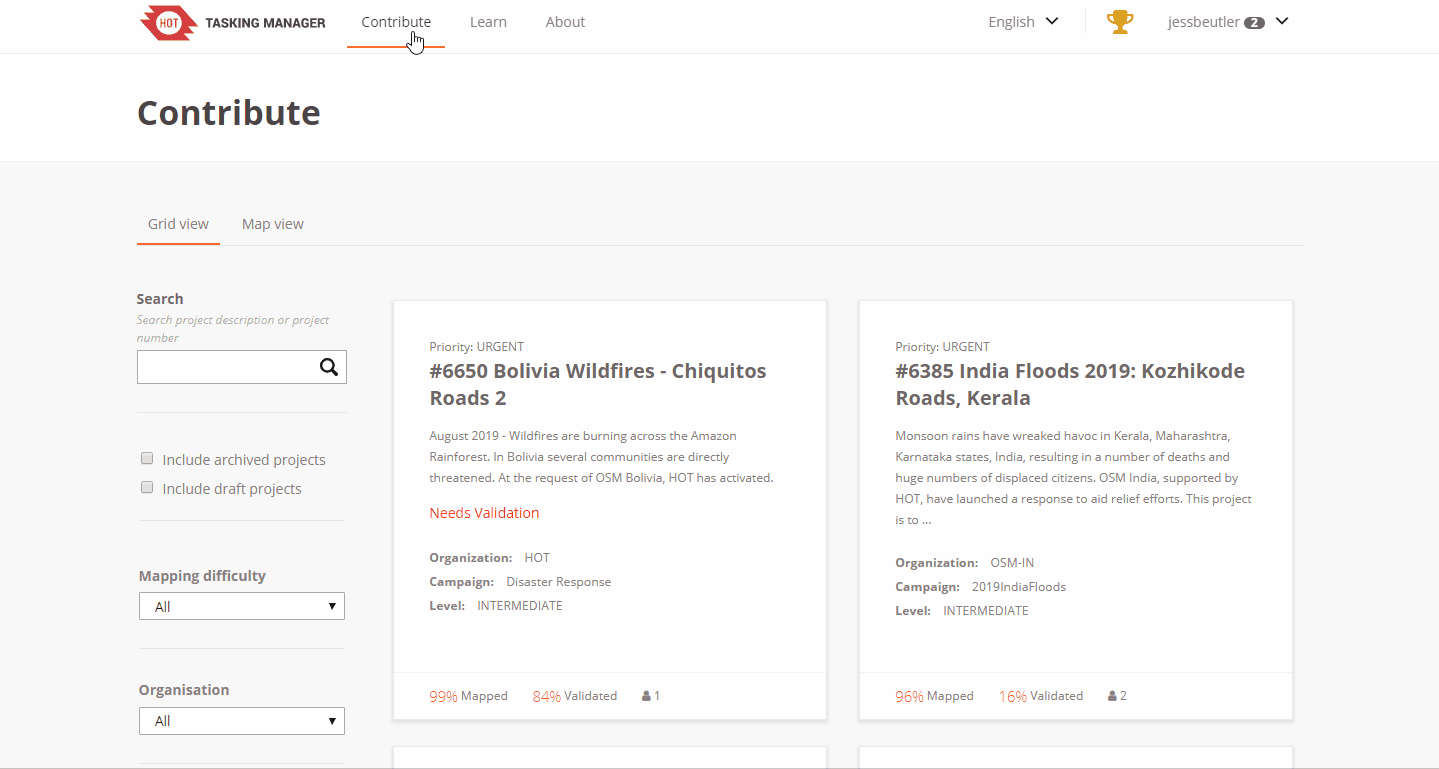 HOT TASKING MANAGER Contribute Learn About English jessbeutler 2
Contribute
Grid view Map view
Search
Search project description or project
number
Include archived projects
Include draft projects
Mapping difficulty
All
Organisation
All
Priority: URGENT
#6650 Bolivia Wildfires - Chiquitos
Roads 2
August 2019 - Wildfires are burning across the Amazon
Rainforest. In Bolivia several communities are directly
threatened. At the request of OSM Bolivia, HOT has activated.
Needs Validation
Organization: HOT
Campaign: Disaster Response
Level: INTERMEDIATE
99% Mapped 84% Validated 1
Priority: URGENT
#6385 India Floods 2019: Kozhikode
Roads, Kerala
Monsoon rains have wreaked havoc in Kerala, Maharashtra,
Karnataka states, India, resulting in a number of deaths and
huge numbers of displaced citizens. OSM India, supported by
HOT, have launched a response to aid relief efforts. This project
is to ...
Organization: OSM-IN
Campaign: 2019IndiaFloods
Level: INTERMEDIATE
96% Mapped 16% Validated 2